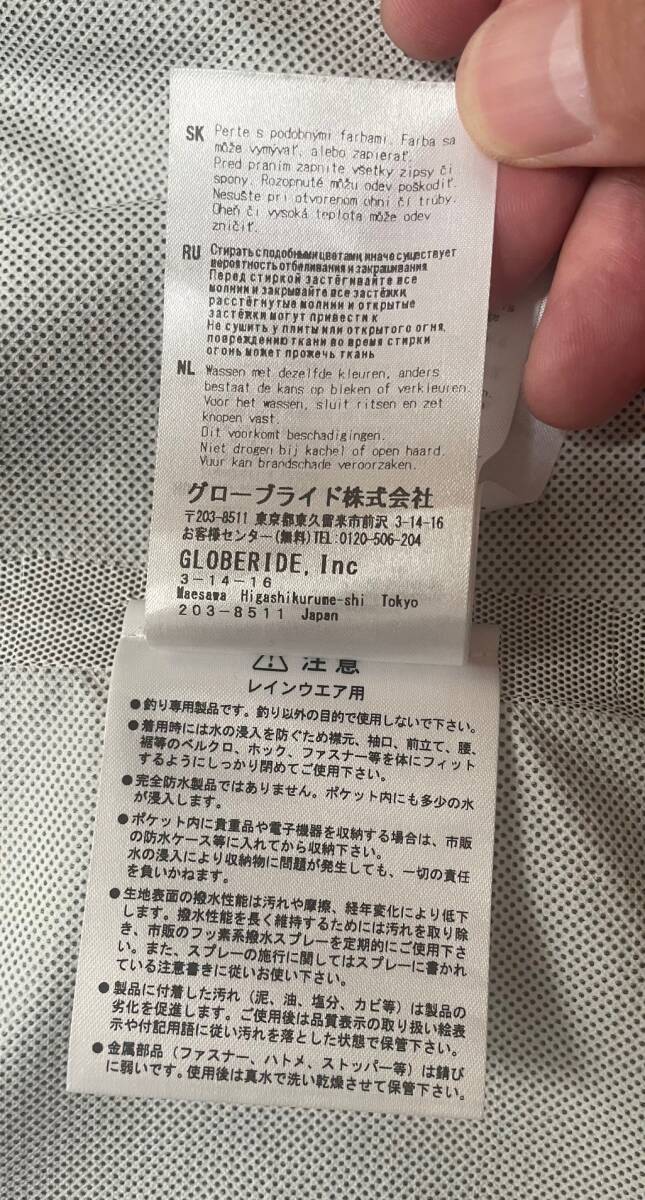 SK Perte s podobnými farbami. Farba sa
môže vymývať, alebo zapierať.
Pred praním zapnite všetky zipsy či
spony. Rozopnuté môžu odev poškodiť.
Nesušte pri otvorenom ohni či trúby.
Oheň či vysoká teplota môže odev
zničiť.
RU Стирать с подобными цветами, иначе существует
вероятность отбеливания и закрашивания
Перед стиркой застёгивайте все
молнии и закрывайте все застёжки,
расстёгнутые молнии и открытые
застёжки могут привести к
Не сушить у плиты или открытого огня.
повреждению ткани во время стирки
огонь может прожечь ткань
NL Wassen met dezelfde kleuren, anders
bestaat de kans op bleken of verkleuren.
Voor het wassen, sluit ritsen en zet
knopen vast.
Dit voorkomt beschadigingen.
Niet drogen bij kachel of open haard.
Vuur kan brandschade veroorzaken.
グローブライド株式会社
〒203-8511 東京都東久留米市前沢 3-14-16
お客様センター(無料)TEL:0120-506-204
GLOBERIDE, Inc
3-14-16
Maesawa Higashikurume-shi Tokyo
203-8511 Japan
⚠ 注意
レインウエア用
●釣り専用製品です。釣り以外の目的で使用しないで下さい。
●着用時には水の浸入を防ぐため襟元、袖口、前立て、腰、
裾等のベルクロ、ホック、ファスナー等を体にフィット
するようにしっかり閉めてご使用下さい。
●完全防水製品ではありません。ポケット内にも多少の水
が浸入します。
●ポケット内に貴重品や電子機器を収納する場合は、市販
の防水ケース等に入れてから収納下さい。
水の浸入により収納物に問題が発生しても、一切の責任
を負いかねます。
●生地表面の撥水性能は汚れや摩擦、経年変化により低下
します。撥水性能を長く維持するためには汚れを取り除
き、市販のフッ素系撥水スプレーを定期的にご使用下さ
い。また、スプレーの施行に関してはスプレーに書かれ
ている注意書きに従いお使い下さい。
●製品に付着した汚れ（泥、油、塩分、カビ等）は製品の
劣化を促進します。ご使用後は品質表示の取り扱い絵表
示や付記用語に従い汚れを落とした状態で保管下さい。
●金属部品（ファスナー、ハトメ、ストッパー等）は錆び
に弱いです。使用後は真水で洗い乾燥させて保管下さい。